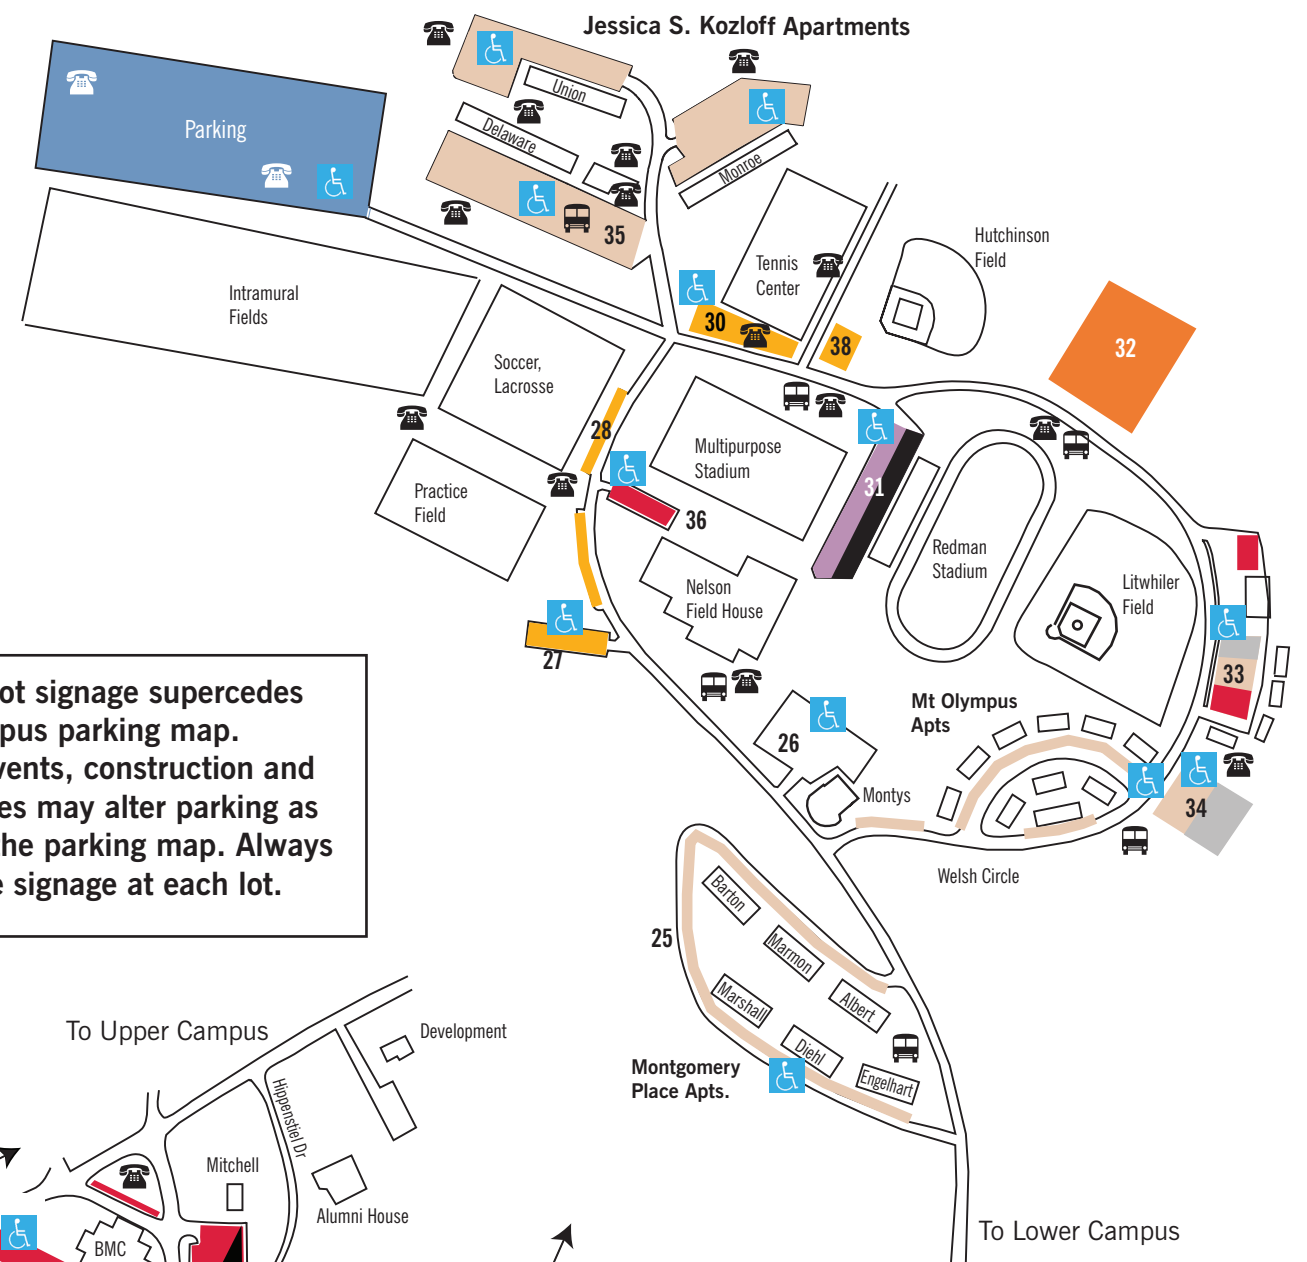 Jessica S. Kozloff Apartments
Parking
Union
Delaware
Monroe
35
Hutchinson
Field
Tennis
Center
Intramural
Fields
30
38
32
Soccer,
Lacrosse
28
Multipurpose
Stadium
31
Practice
Field
36
Redman
Stadium
Nelson
Field House
Litwhiler
Field
27
33
ot signage supercedes
pus parking map.
vents, construction and
es may alter parking as
the parking map. Always
e signage at each lot.
Mt Olympus
Apts
26
Montys
34
Welsh Circle
Barton
25
Marmon
Marshall
Albert
Diehl
Engelhart
Montgomery
Place Apts.
To Upper Campus
Development
Hippenstiel Dr
Mitchell
Alumni House
BMC
To Lower Campus